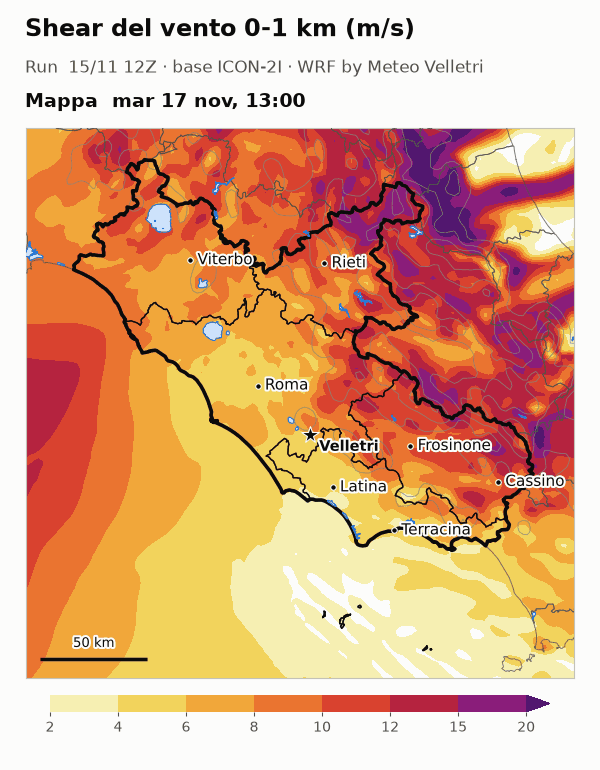 Shear del vento 0-1 km (m/s)
Run  15/11 12Z · base ICON-2I · WRF by Meteo Velletri
Mappa  mar 17 nov, 13:00
Viterbo
Rieti
Roma
Velletri
Frosinone
Cassino
Latina
Terracina
50 km
2 4 6 8 10 12 15 20